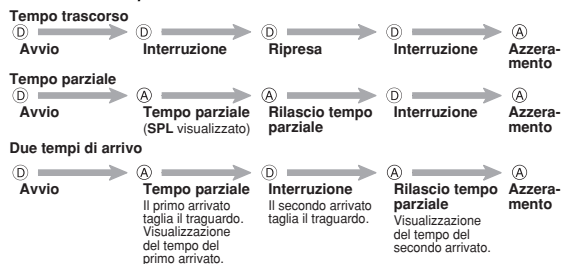 Tempo trascorso
Ⓓ Ⓓ Ⓓ Ⓓ Ⓐ
Avvio Interruzione Ripresa Interruzione Azzera-
mento
Tempo parziale
Ⓓ Ⓐ Ⓐ Ⓓ Ⓐ
Avvio Tempo parziale Rilascio tempo Interruzione Azzera-
(SPL visualizzato) parziale mento
Due tempi di arrivo
Ⓓ Ⓐ Ⓓ Ⓐ Ⓐ
Avvio Tempo parziale Interruzione Rilascio tempo Azzera-
Il primo arrivato Il secondo arrivato parziale mento
taglia il traguardo. taglia il traguardo. Visualizzazione
Visualizzazione del tempo del
del tempo del secondo arrivato.
primo arrivato.